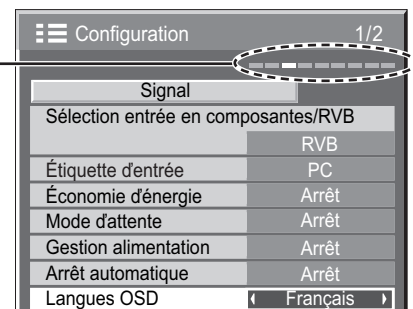 Configuration 1/2
Signal
Sélection entrée en composantes/RVB
RVB
Étiquette d'entrée PC
Économie d'énergie Arrêt
Mode d'attente Arrêt
Gestion alimentation Arrêt
Arrêt automatique Arrêt
Langues OSD Français